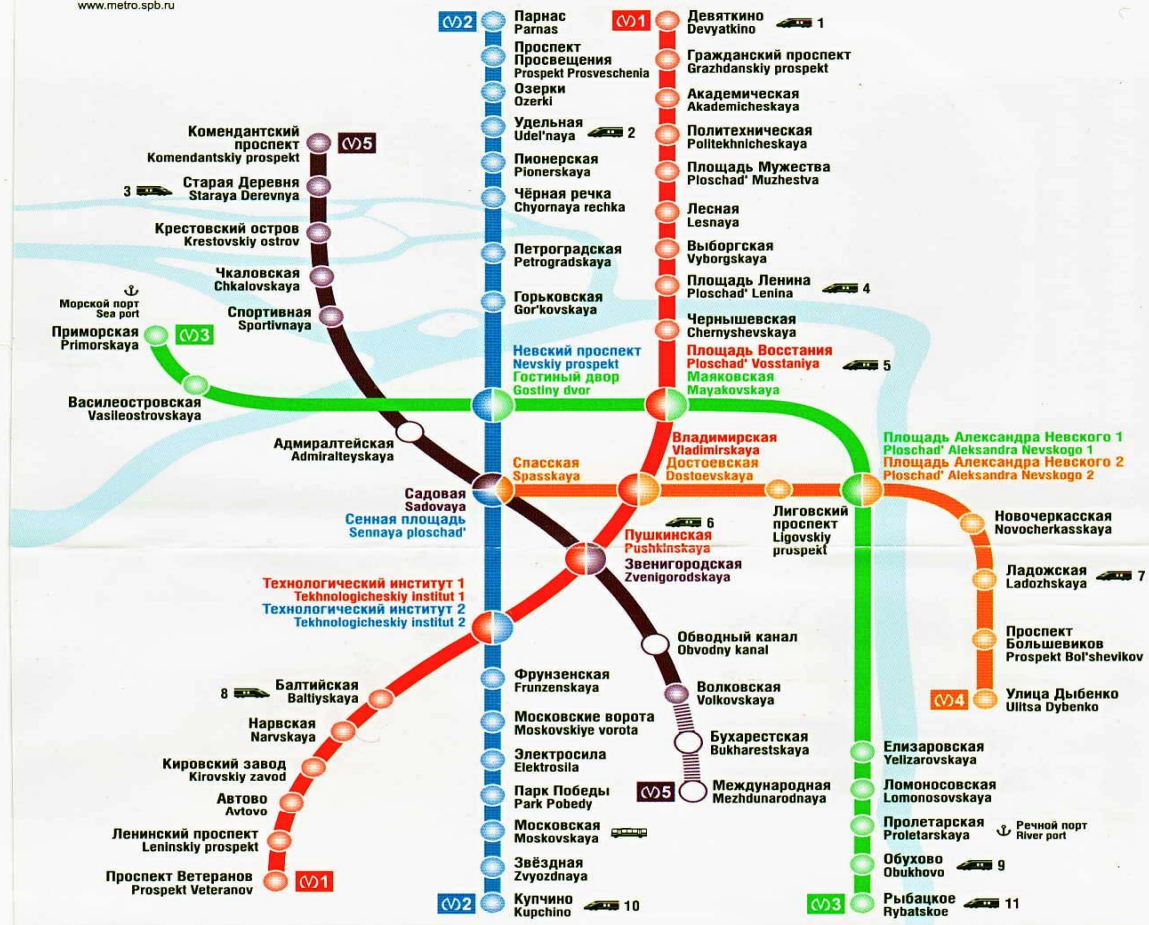 www.metro.spb.ru
2
Парнас
Parnas
Проспект
Просвещения
Prospekt Prosveschenia
Озерки
Ozerki
Удельная
Udel'naya
2
Пионерская
Pionerskaya
Чёрная речка
Chyornaya rechka
Петроградская
Petrogradskaya
Горьковская
Gor'kovskaya
Невский проспект
Nevskiy prospekt
Гостиный двор
Gostiny dvor
1
Девяткино
Devyatkino
1
Гражданский проспект
Grazhdanskiy prospekt
Академическая
Akademicheskaya
Политехническая
Politekhnicheskaya
Площадь Мужества
Ploschad' Muzhestva
Лесная
Lesnaya
Выборгская
Vyborgskaya
Площадь Ленина
Ploschad' Lenina
4
Чернышевская
Chernyshevskaya
Площадь Восстания
Ploschad' Vosstaniya
5
Маяковская
Mayakovskaya
Комендантский
проспект
Komendantskiy prospekt
5
3
Старая Деревня
Staraya Derevnya
Крестовский остров
Krestovskiy ostrov
Чкаловская
Chkalovskaya
Спортивная
Sportivnaya
Морской порт
Sea port
Приморская
Primorskaya
3
Василеостровская
Vasileostrovskaya
Адмиралтейская
Admiralteyskaya
Владимирская
Vladimirskaya
Достоевская
Dostoevskaya
Спасская
Spasskaya
Садовая
Sadovaya
Сенная площадь
Sennaya ploschad'
6
Пушкинская
Pushkinskaya
Звенигородская
Zvenigorodskaya
Лиговский
проспект
Ligovskiy
pruspekt
Площадь Александра Невского 1
Ploschad' Aleksandra Nevskogo 1
Площадь Александра Невского 2
Ploschad' Aleksandra Nevskogo 2
Новочеркасская
Novocherkasskaya
Ладожская
Ladozhskaya
7
Проспект
Большевиков
Prospekt Bol'shevikov
4
Улица Дыбенко
Ulitsa Dybenko
Технологический институт 1
Tekhnologicheskiy institut 1
Технологический институт 2
Tekhnologicheskiy institut 2
8
Балтийская
Baltiyskaya
Нарвская
Narvskaya
Кировский завод
Kirovskiy zavod
Автово
Avtovo
Ленинский проспект
Leninskiy prospekt
Проспект Ветеранов
Prospekt Veteranov
1
Фрунзенская
Frunzenskaya
Московские ворота
Moskovskiye vorota
Электросила
Elektrosila
Парк Победы
Park Pobedy
Московская
Moskovskaya
Звёздная
Zvyozdnaya
2
Купчино
Kupchino
10
Обводный канал
Obvodny kanal
Волковская
Volkovskaya
Бухарестская
Bukharestskaya
5
Международная
Mezhdunarodnaya
Елизаровская
Yelizarovskaya
Ломоносовская
Lomonosovskaya
Пролетарская
Proletarskaya
Речной порт
River port
Обухово
Obukhovo
9
3
Рыбацкое
Rybatskoe
11